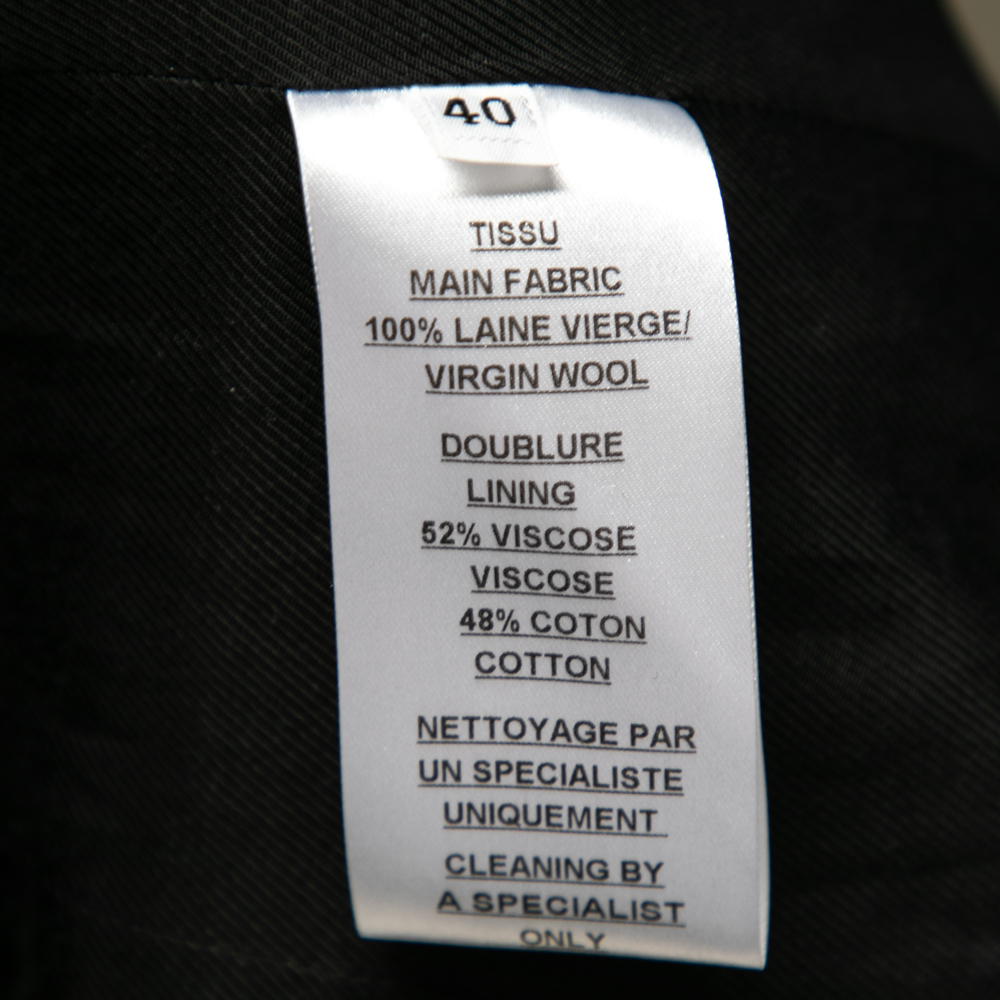 40
TISSU
MAIN FABRIC
100% LAINE VIERGE/
VIRGIN WOOL
DOUBLURE
LINING
52% VISCOSE
VISCOSE
48% COTON
COTTON
NETTOYAGE PAR
UN SPECIALISTE
UNIQUEMENT
CLEANING BY
A SPECIALIST
ONLY